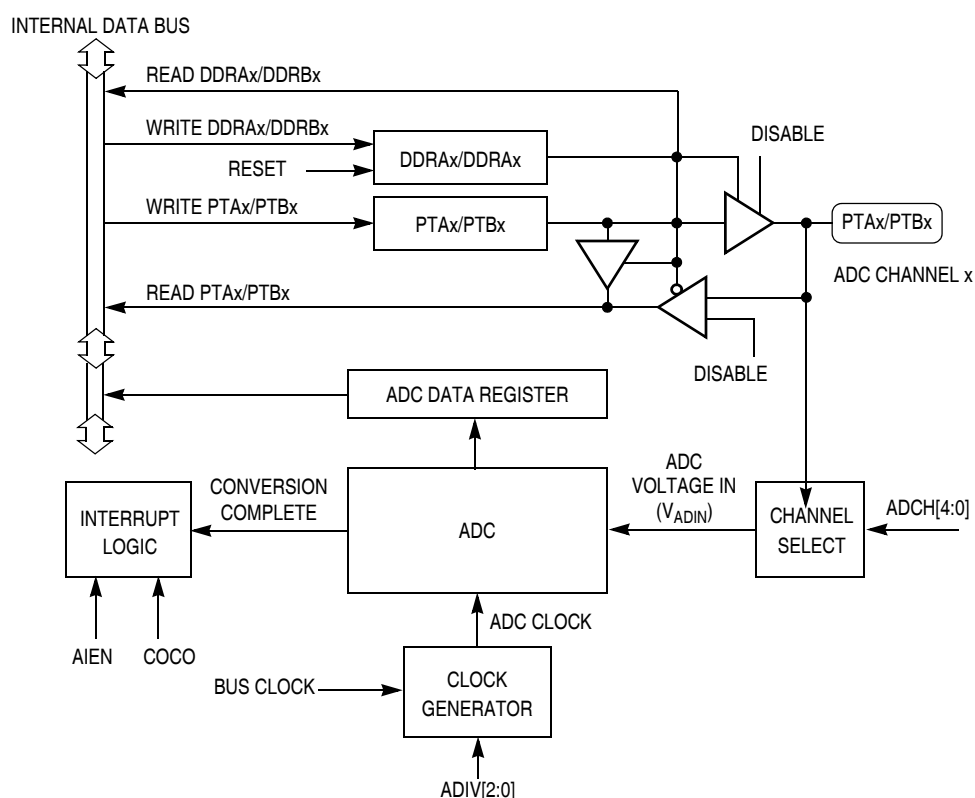 INTERNAL DATA BUS
READ DDRAx/DDRBx
WRITE DDRAx/DDRBx
RESET
DDRAx/DDRAx
DISABLE
WRITE PTAx/PTBx
PTAx/PTBx
PTAx/PTBx
ADC CHANNEL x
READ PTAx/PTBx
DISABLE
ADC DATA REGISTER
INTERRUPT
LOGIC
CONVERSION
COMPLETE
ADC
ADC
VOLTAGE IN
(VADIN)
CHANNEL
SELECT
ADCH[4:0]
AIEN
COCO
ADC CLOCK
BUS CLOCK
CLOCK
GENERATOR
ADIV[2:0]